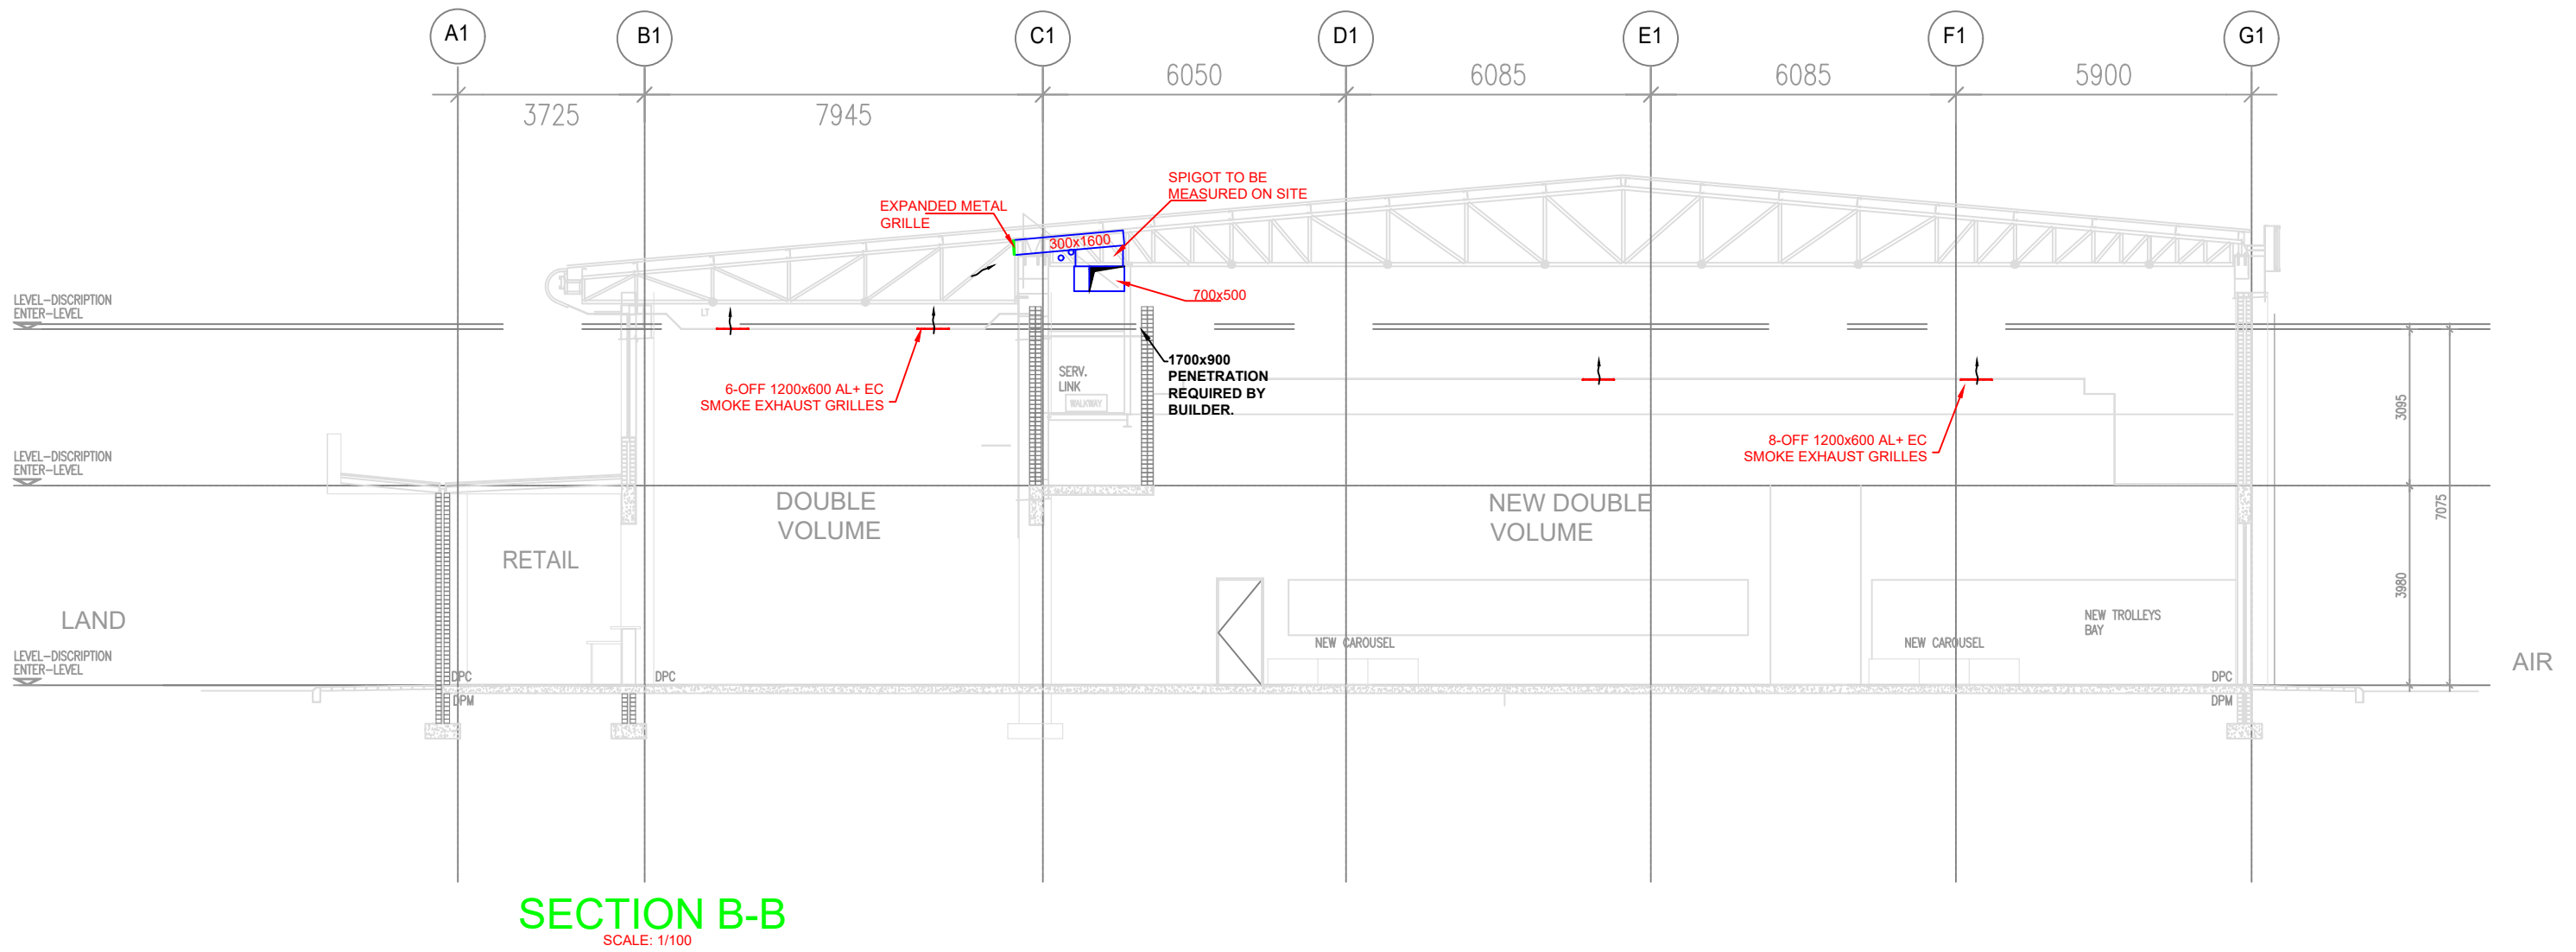 A1
B1
C1
D1
E1
F1
G1
3725
7945
6050
6085
6085
5900
SPIGOT TO BE
MEASURED ON SITE
EXPANDED METAL
GRILLE
300x1600
700x500
LEVEL-DISCRIPTION
ENTER-LEVEL
LT
1700x900
PENETRATION
REQUIRED BY
BUILDER.
SERV.
LINK
WALKWAY
6-OFF 1200x600 AL+ EC
SMOKE EXHAUST GRILLES
8-OFF 1200x600 AL+ EC
SMOKE EXHAUST GRILLES
3095
7075
3980
LEVEL-DISCRIPTION
ENTER-LEVEL
DOUBLE
VOLUME
NEW DOUBLE
VOLUME
RETAIL
LAND
NEW TROLLEYS
BAY
NEW CAROUSEL
NEW CAROUSEL
AIR
LEVEL-DISCRIPTION
ENTER-LEVEL
DPC
DPC
DPC
DPM
DPM
SECTION B-B
SCALE: 1/100